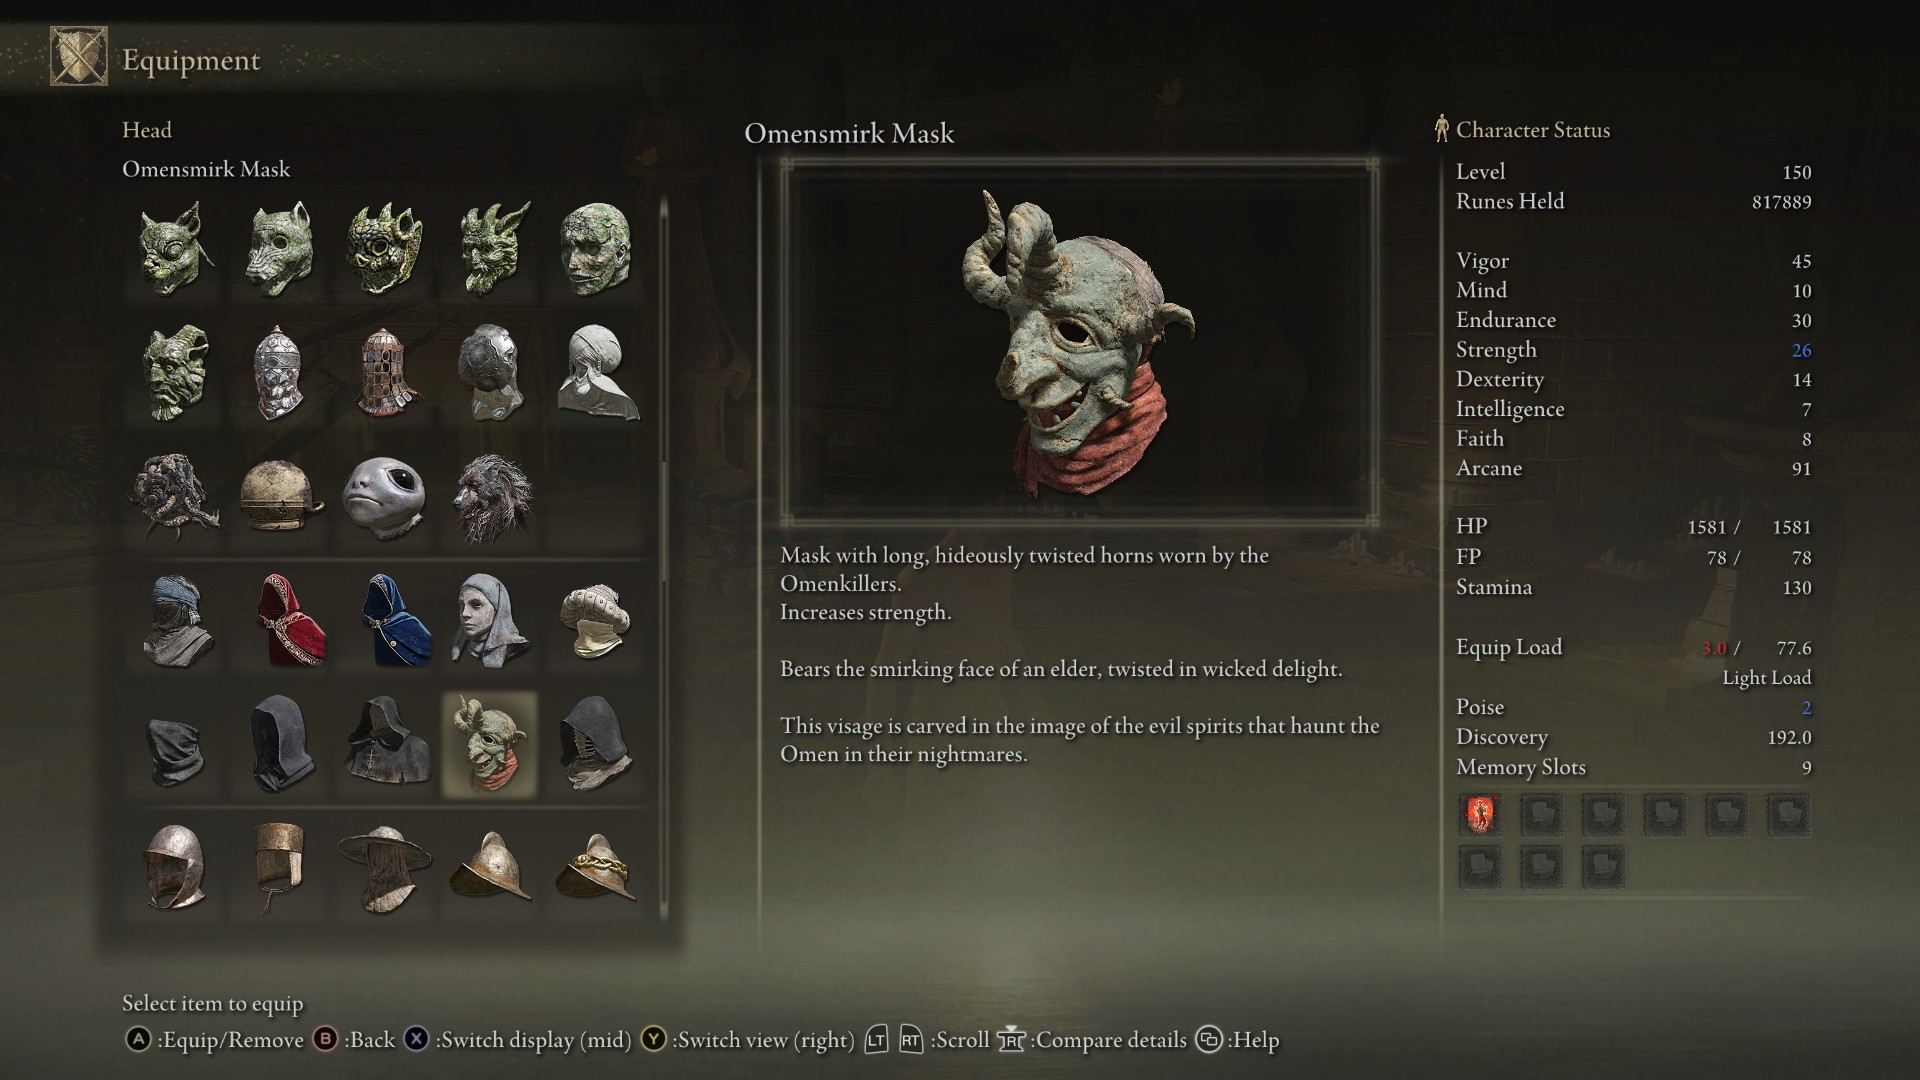 Equipment
Head
Omensmirk Mask
Omensmirk Mask
Mask with long, hideously twisted horns worn by the
Omenkillers.
Increases strength.
Bears the smirking face of an elder, twisted in wicked delight.
This visage is carved in the image of the evil spirits that haunt the
Omen in their nightmares.
Character Status
Level 150
Runes Held 817889
Vigor 45
Mind 10
Endurance 30
Strength 26
Dexterity 14
Intelligence 7
Faith 8
Arcane 91
HP 1581 / 1581
FP 78 / 78
Stamina 130
Equip Load 3.0 / 77.6
Light Load
Poise 2
Discovery 192.0
Memory Slots 9
Select item to equip
A :Equip/Remove B :Back X :Switch display (mid) Y :Switch view (right) LT RT :Scroll R :Compare details :Help